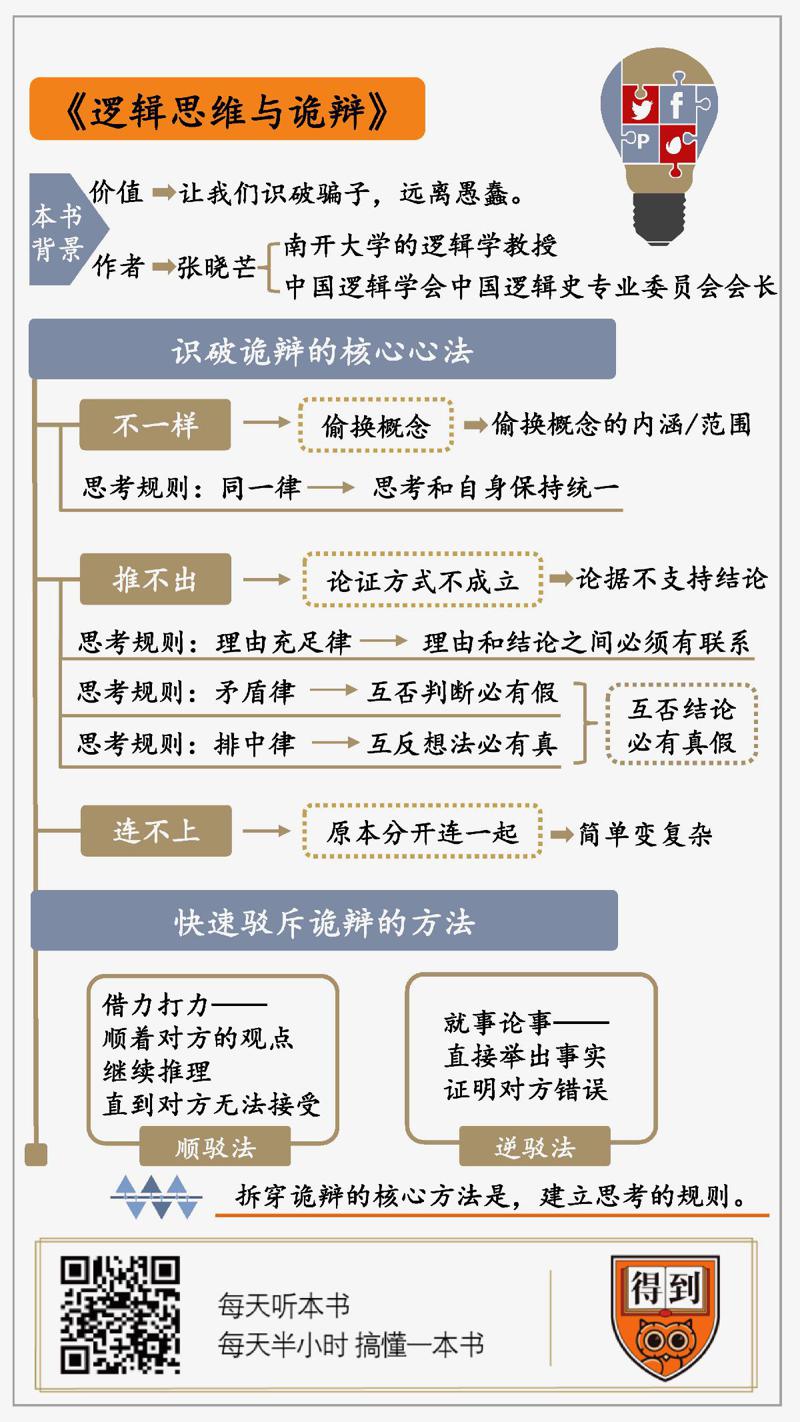 《逻辑思维与诡辩》
P
本书
背景
价值
让我们识破骗子，远离愚蠢。
作者
张晓芒
南开大学的逻辑学教授
中国逻辑学会中国逻辑史专业委员会会长
识破诡辩的核心心法
不一样
偷换概念
偷换概念的内涵/范围
思考规则：同一律
思考和自身保持统一
推不出
论证方式不成立
论据不支持结论
思考规则：理由充足律
理由和结论之间必须有联系
思考规则：矛盾律
互否判断必有假
思考规则：排中律
互反想法必有真
互否结论
必有真假
连不上
原本分开连一起
简单变复杂
快速驳斥诡辩的方法
借力打力——
顺着对方的观点
继续推理
直到对方无法接受
顺驳法
就事论事——
直接举出事实
证明对方错误
逆驳法
拆穿诡辩的核心方法是，建立思考的规则。
每天听本书
每天半小时 搞懂一本书
得到